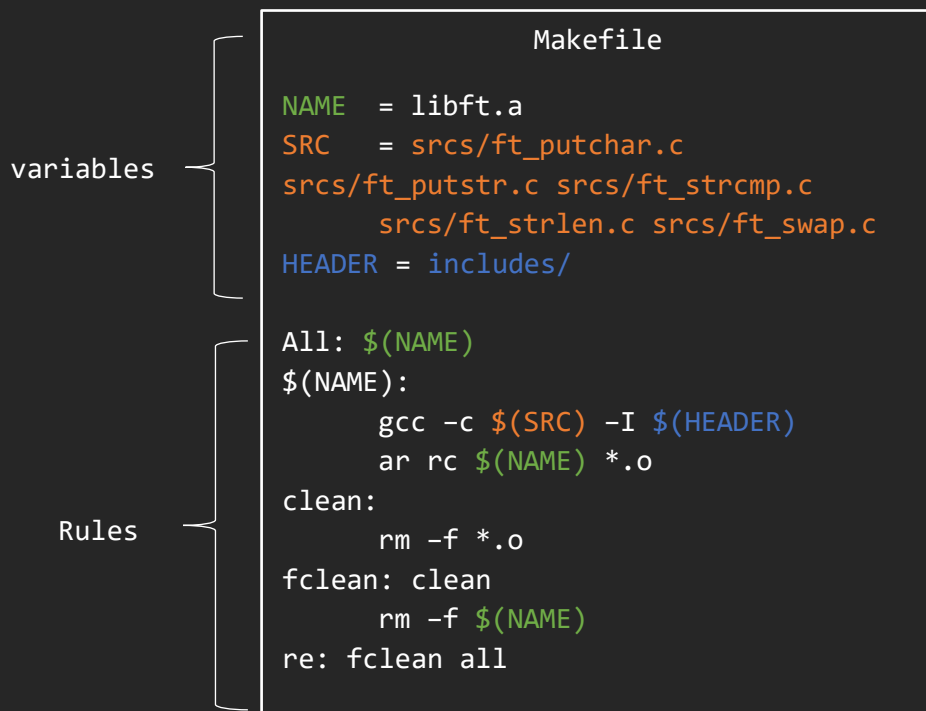 Makefile
variables
NAME  = libft.a
SRC   = srcs/ft_putchar.c
srcs/ft_putstr.c srcs/ft_strcmp.c
      srcs/ft_strlen.c srcs/ft_swap.c
HEADER = includes/
Rules
All: $(NAME)
$(NAME):
      gcc –c $(SRC) –I $(HEADER)
      ar rc $(NAME) *.o
clean:
      rm –f *.o
fclean: clean
      rm –f $(NAME)
re: fclean all